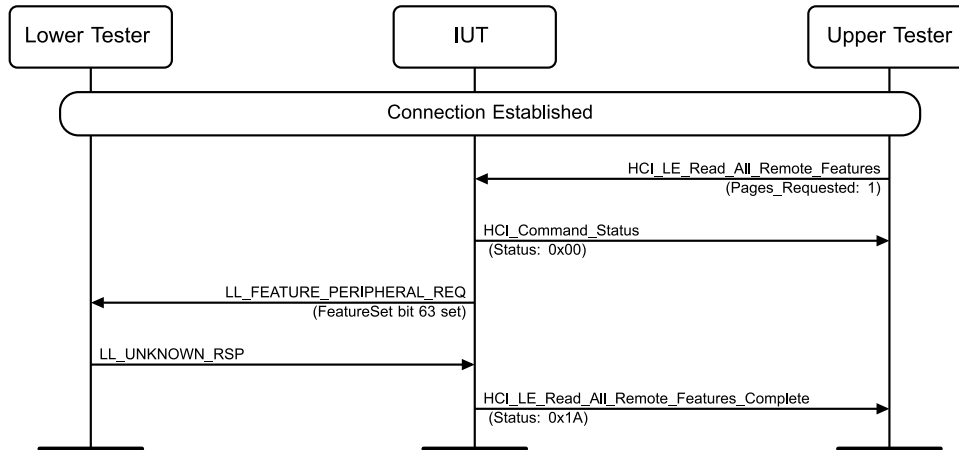 Lower Tester
IUT
Upper Tester
Connection Established
HCI_LE_Read_All_Remote_Features
(Pages_Requested: 1)
HCI_Command_Status
(Status: 0x00)
LL_FEATURE_PERIPHERAL_REQ
(FeatureSet bit 63 set)
LL_UNKNOWN_RSP
HCI_LE_Read_All_Remote_Features_Complete
(Status: 0x1A)